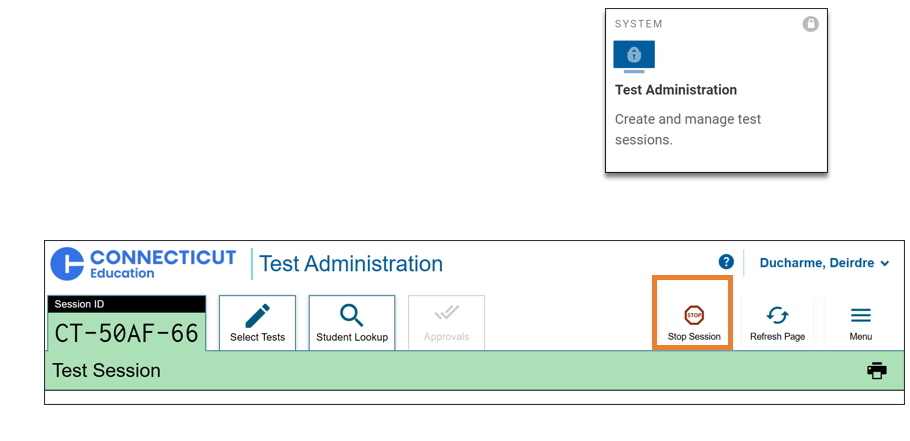 SYSTEM
Test Administration
Create and manage test
sessions.
CONNECTICUT
Education
Test Administration
?
Ducharme, Deirdre
Session ID
CT-50AF-66
Select Tests
Student Lookup
Approvals
STOP
Stop Session
Refresh Page
Menu
Test Session